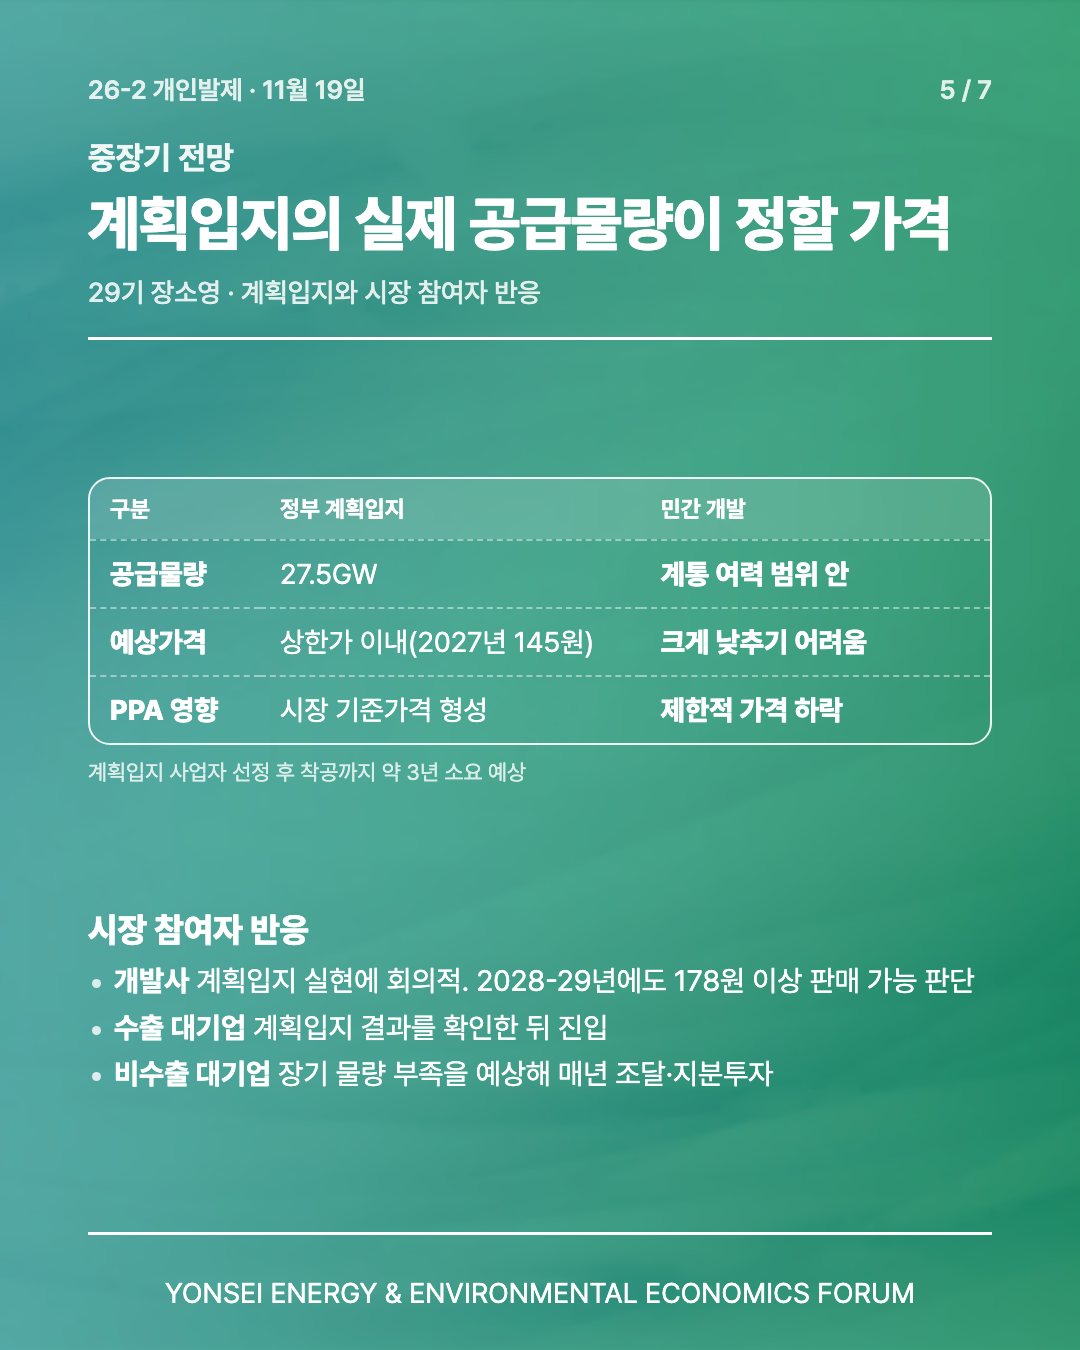 26-2 개인발제 · 11월 19일
5 / 7
중장기 전망
계획입지의 실제 공급물량이 정할 가격
29기 장소영 · 계획입지와 시장 참여자 반응
구분 정부 계획입지 민간 개발
공급물량 27.5GW 계통 여력 범위 안
예상가격 상한가 이내(2027년 145원) 크게 낮추기 어려움
PPA 영향 시장 기준가격 형성 제한적 가격 하락
계획입지 사업자 선정 후 착공까지 약 3년 소요 예상
시장 참여자 반응
• 개발사 계획입지 실현에 회의적. 2028-29년에도 178원 이상 판매 가능 판단
• 수출 대기업 계획입지 결과를 확인한 뒤 진입
• 비수출 대기업 장기 물량 부족을 예상해 매년 조달·지분투자
YONSEI ENERGY & ENVIRONMENTAL ECONOMICS FORUM